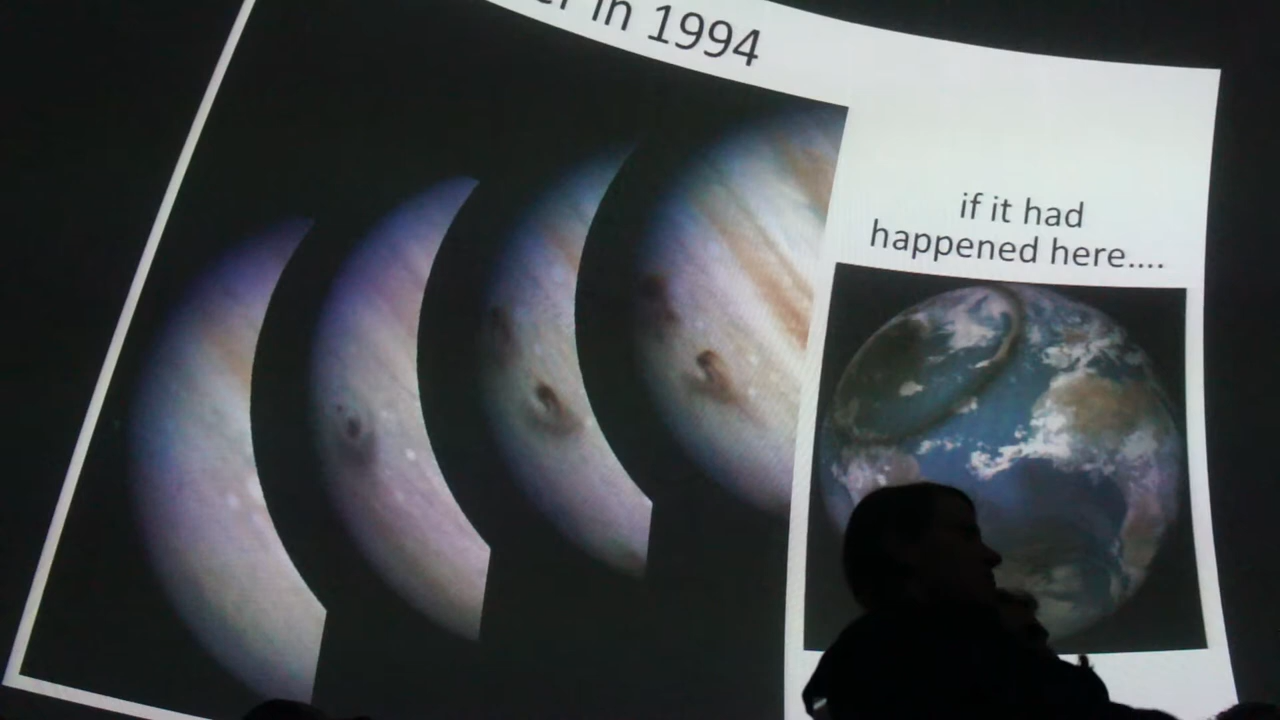 in 1994
if it had
happened here....